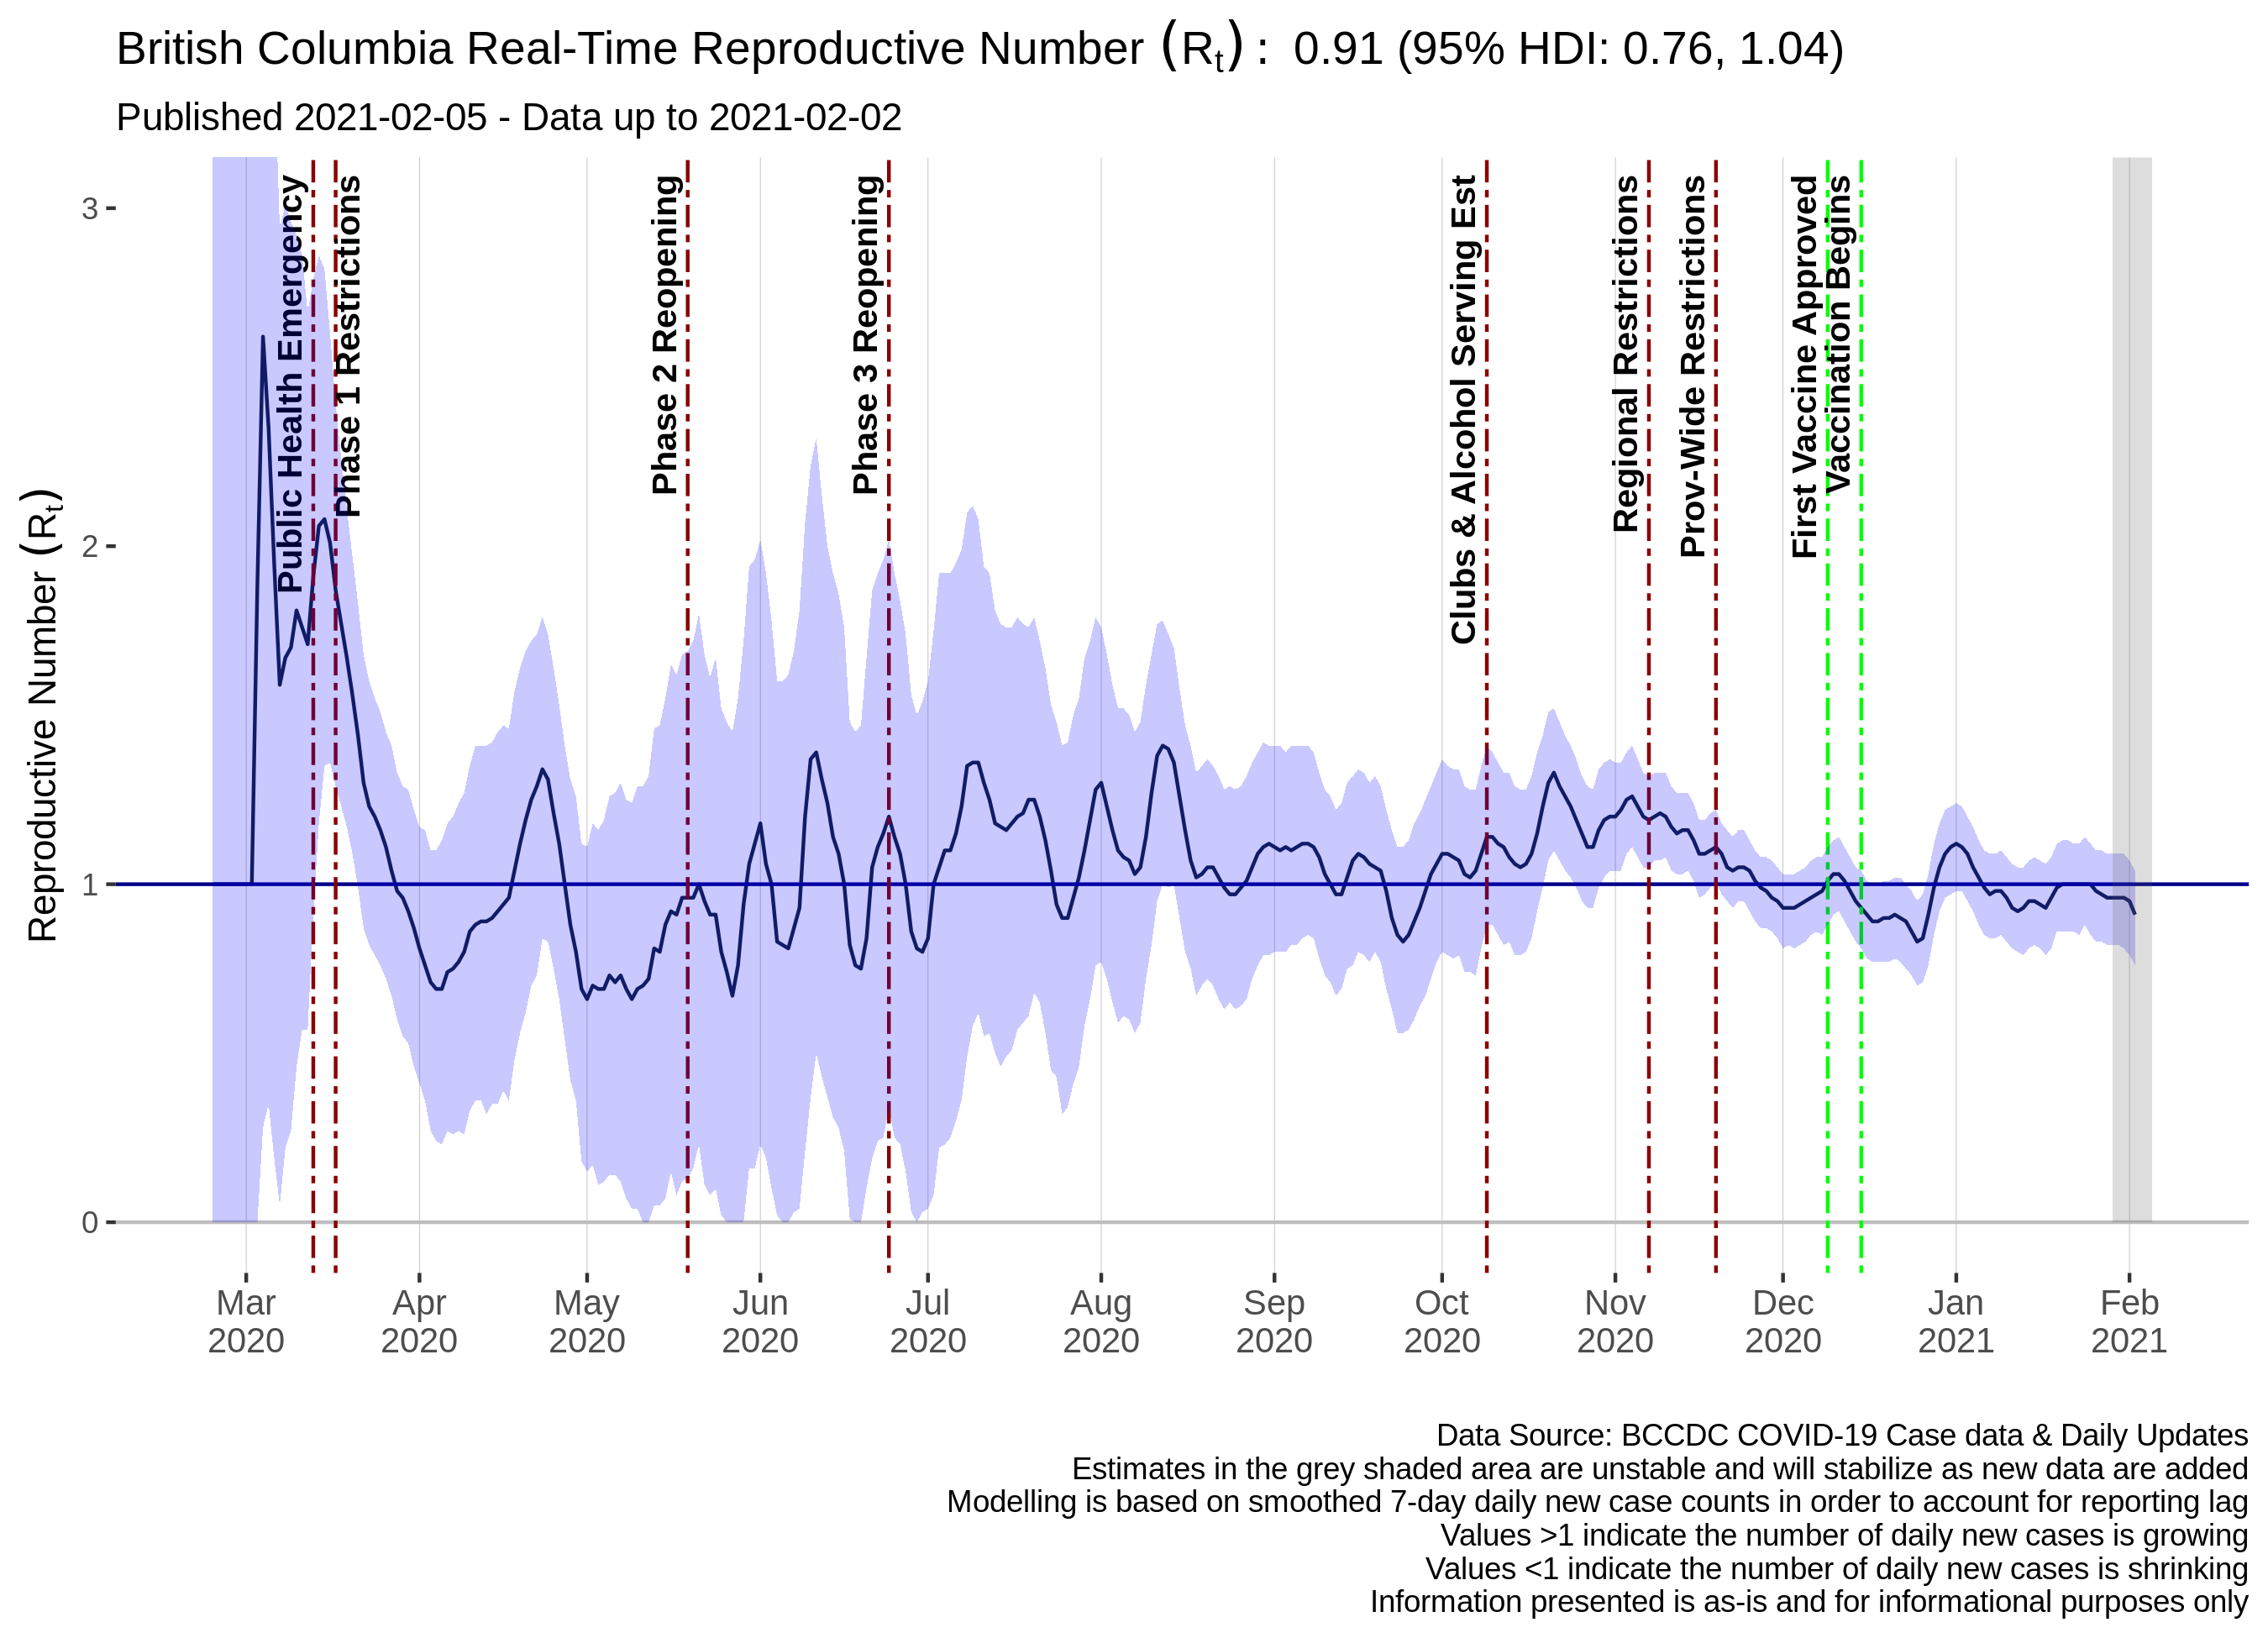 British Columbia Real-Time Reproductive Number (Rt) : 0.91 (95% HDI: 0.76, 1.04)
Published 2021-02-05 - Data up to 2021-02-02
Reproductive Number (Rt)
3
2
1
0
Public Health Emergency
Phase 1 Restrictions
Phase 2 Reopening
Phase 3 Reopening
Clubs & Alcohol Serving Est
Regional Restrictions
Prov-Wide Restrictions
First Vaccine Approved
Vaccination Begins
Mar
2020
Apr
2020
May
2020
Jun
2020
Jul
2020
Aug
2020
Sep
2020
Oct
2020
Nov
2020
Dec
2020
Jan
2021
Feb
2021
Data Source: BCCDC COVID-19 Case data & Daily Updates
Estimates in the grey shaded area are unstable and will stabilize as new data are added
Modelling is based on smoothed 7-day daily new case counts in order to account for reporting lag
Values >1 indicate the number of daily new cases is growing
Values <1 indicate the number of daily new cases is shrinking
Information presented is as-is and for informational purposes only